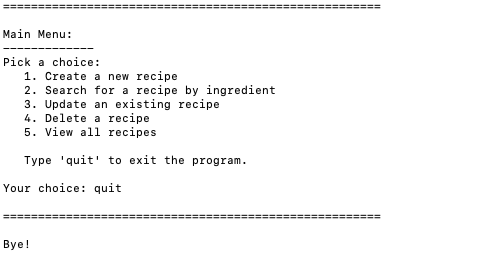 ======================================================
Main Menu:
-------------
Pick a choice:
   1. Create a new recipe
   2. Search for a recipe by ingredient
   3. Update an existing recipe
   4. Delete a recipe
   5. View all recipes
   Type 'quit' to exit the program.
Your choice: quit
======================================================
Bye!